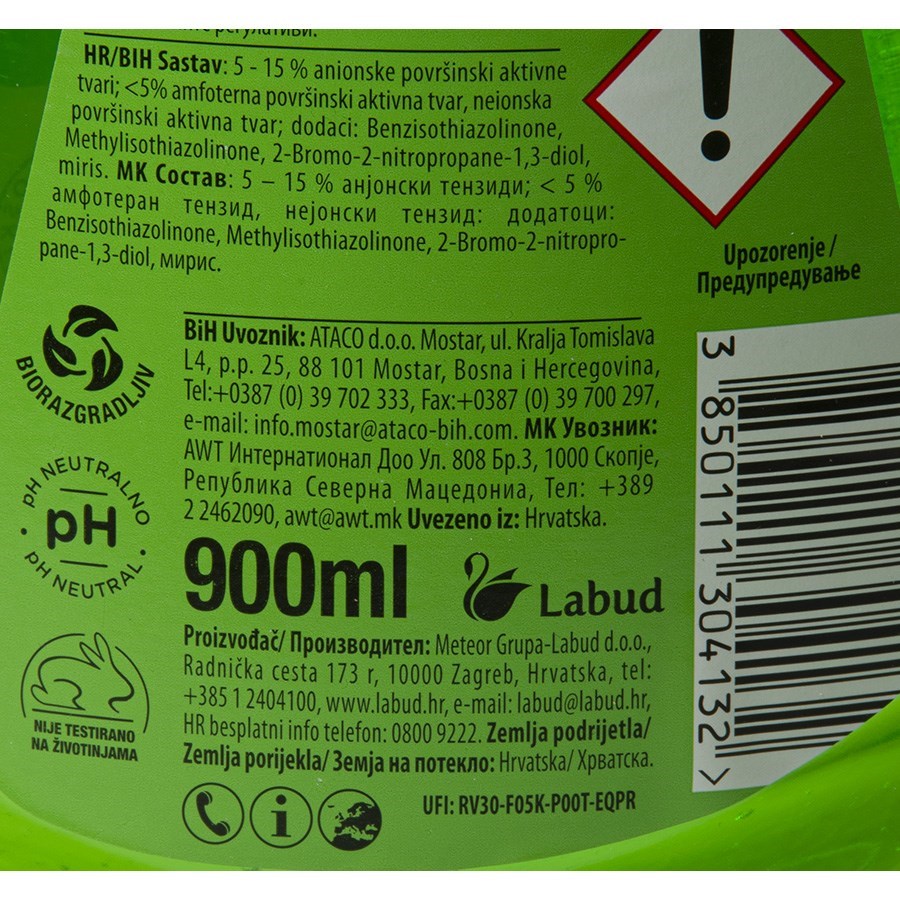 регулативи.
HR/BIH Sastav: 5 - 15 % anionske površinski aktivne
tvari; <5% amfoterna površinski aktivna tvar, neionska
površinski aktivna tvar; dodaci: Benzisothiazolinone,
Methylisothiazolinone, 2-Bromo-2-nitropropane-1,3-diol,
miris. МК Состав: 5 – 15 % анјонски тензиди; < 5 %
амфотеран тензид, нејонски тензид: додатоци:
Benzisothiazolinone, Methylisothiazolinone, 2-Bromo-2-nitropro-
pane-1,3-diol, мирис.
Upozorenje /
Предупредување
BIORAZGRADLJIV
pH NEUTRALNO
pH
pH NEUTRAL
NIJE TESTIRANO
NA ŽIVOTINJAMA
BiH Uvoznik: ATACO d.o.o. Mostar, ul. Kralja Tomislava
L4, p.p. 25, 88 101 Mostar, Bosna i Hercegovina,
Tel:+0387 (0) 39 702 333, Fax:+0387 (0) 39 700 297,
e-mail: info.mostar@ataco-bih.com. МК Увозник:
AWT Интернационал Доо Ул. 808 Бр.3, 1000 Скопје,
Република Северна Македониа, Тел: +389
2 2462090, awt@awt.mk Uvezeno iz: Hrvatska.
900ml
Labud
Proizvođač/ Производител: Meteor Grupa-Labud d.o.o.,
Radnička cesta 173 r, 10000 Zagreb, Hrvatska, tel:
+385 1 2404100, www.labud.hr, e-mail: labud@labud.hr,
HR besplatni info telefon: 0800 9222. Zemlja podrijetla/
Zemlja porijekla/ Земја на потекло: Hrvatska/ Хрватска.
UFI: RV30-F05K-P00T-EQPR
3 850111 304132 >